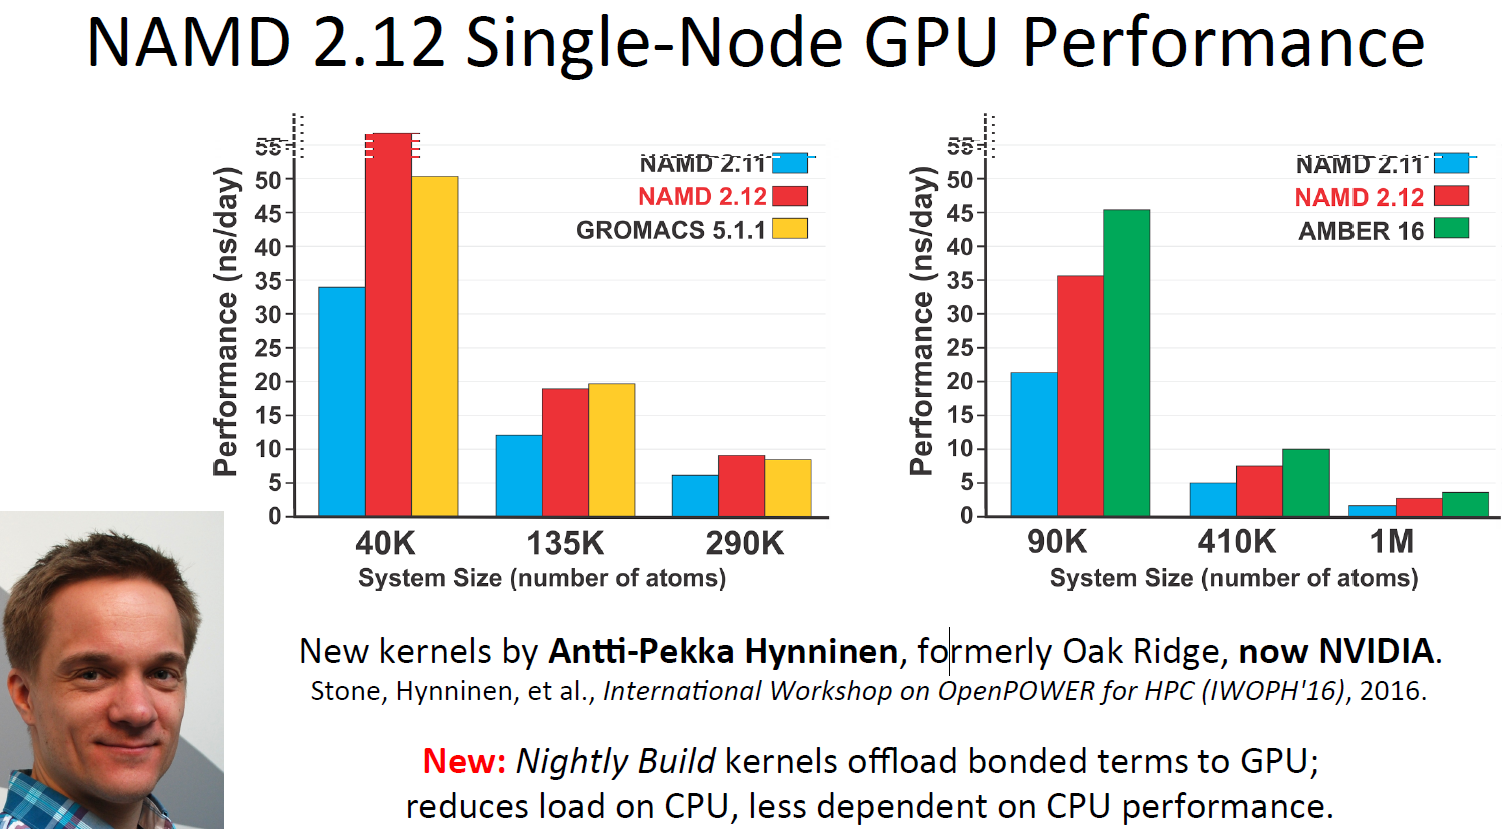 NAMD 2.12 Single-Node GPU Performance
Performance (ns/day)
55
50
45
40
35
30
25
20
15
10
5
0
NAMD 2.11
NAMD 2.12
GROMACS 5.1.1
40K 135K 290K
System Size (number of atoms)
Performance (ns/day)
55
50
45
40
35
30
25
20
15
10
5
0
NAMD 2.11
NAMD 2.12
AMBER 16
90K 410K 1M
System Size (number of atoms)
New kernels by Antti-Pekka Hynninen, formerly Oak Ridge, now NVIDIA.
Stone, Hynninen, et al., International Workshop on OpenPOWER for HPC (IWOPH'16), 2016.
New: Nightly Build kernels offload bonded terms to GPU;
reduces load on CPU, less dependent on CPU performance.